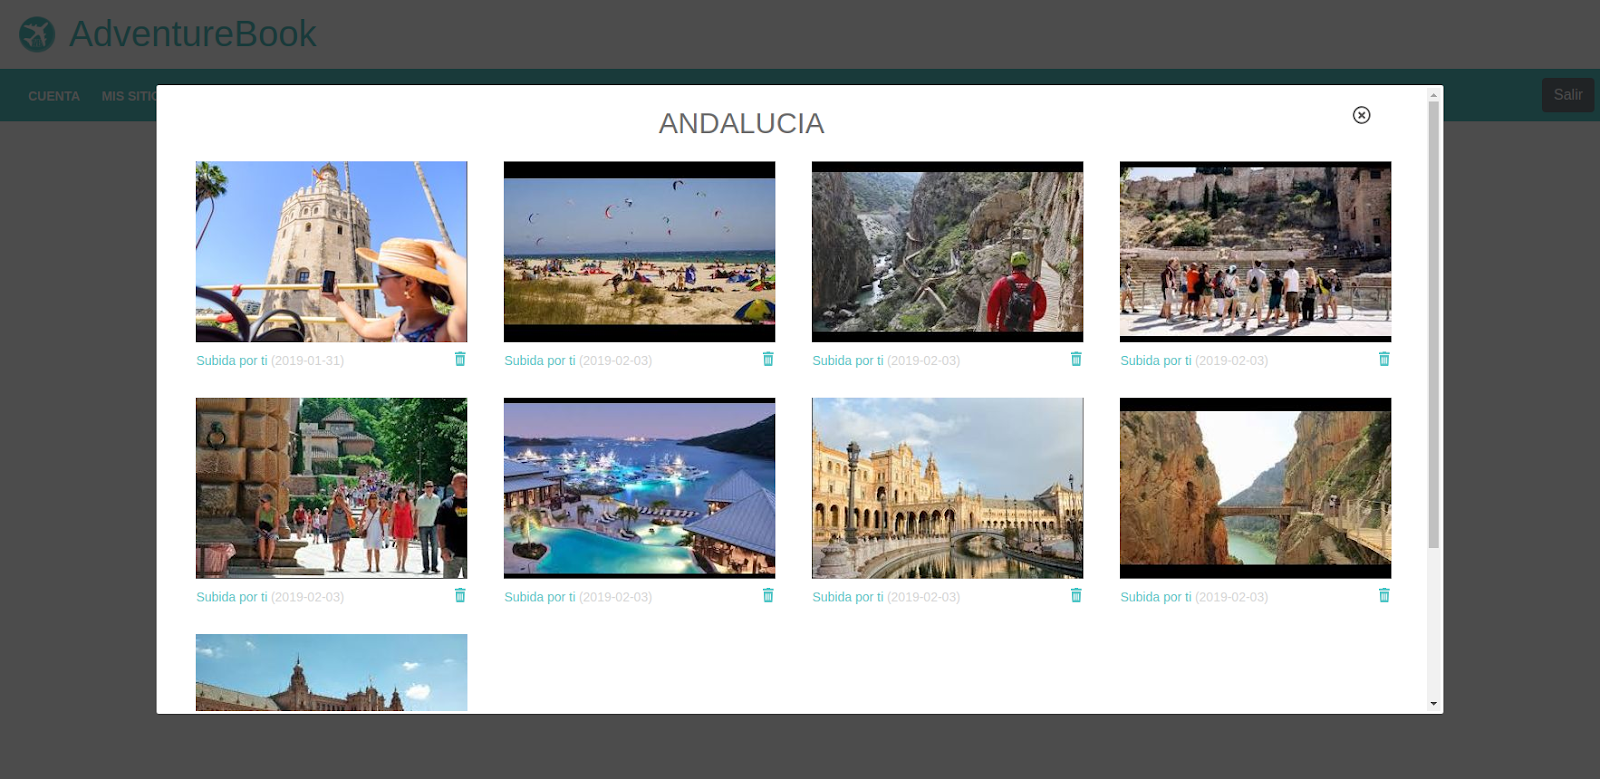 AdventureBook
CUENTA MIS SITIO Salir
ANDALUCIA
Subida por ti (2019-01-31) Subida por ti (2019-02-03) Subida por ti (2019-02-03) Subida por ti (2019-02-03)
Subida por ti (2019-02-03) Subida por ti (2019-02-03) Subida por ti (2019-02-03) Subida por ti (2019-02-03)